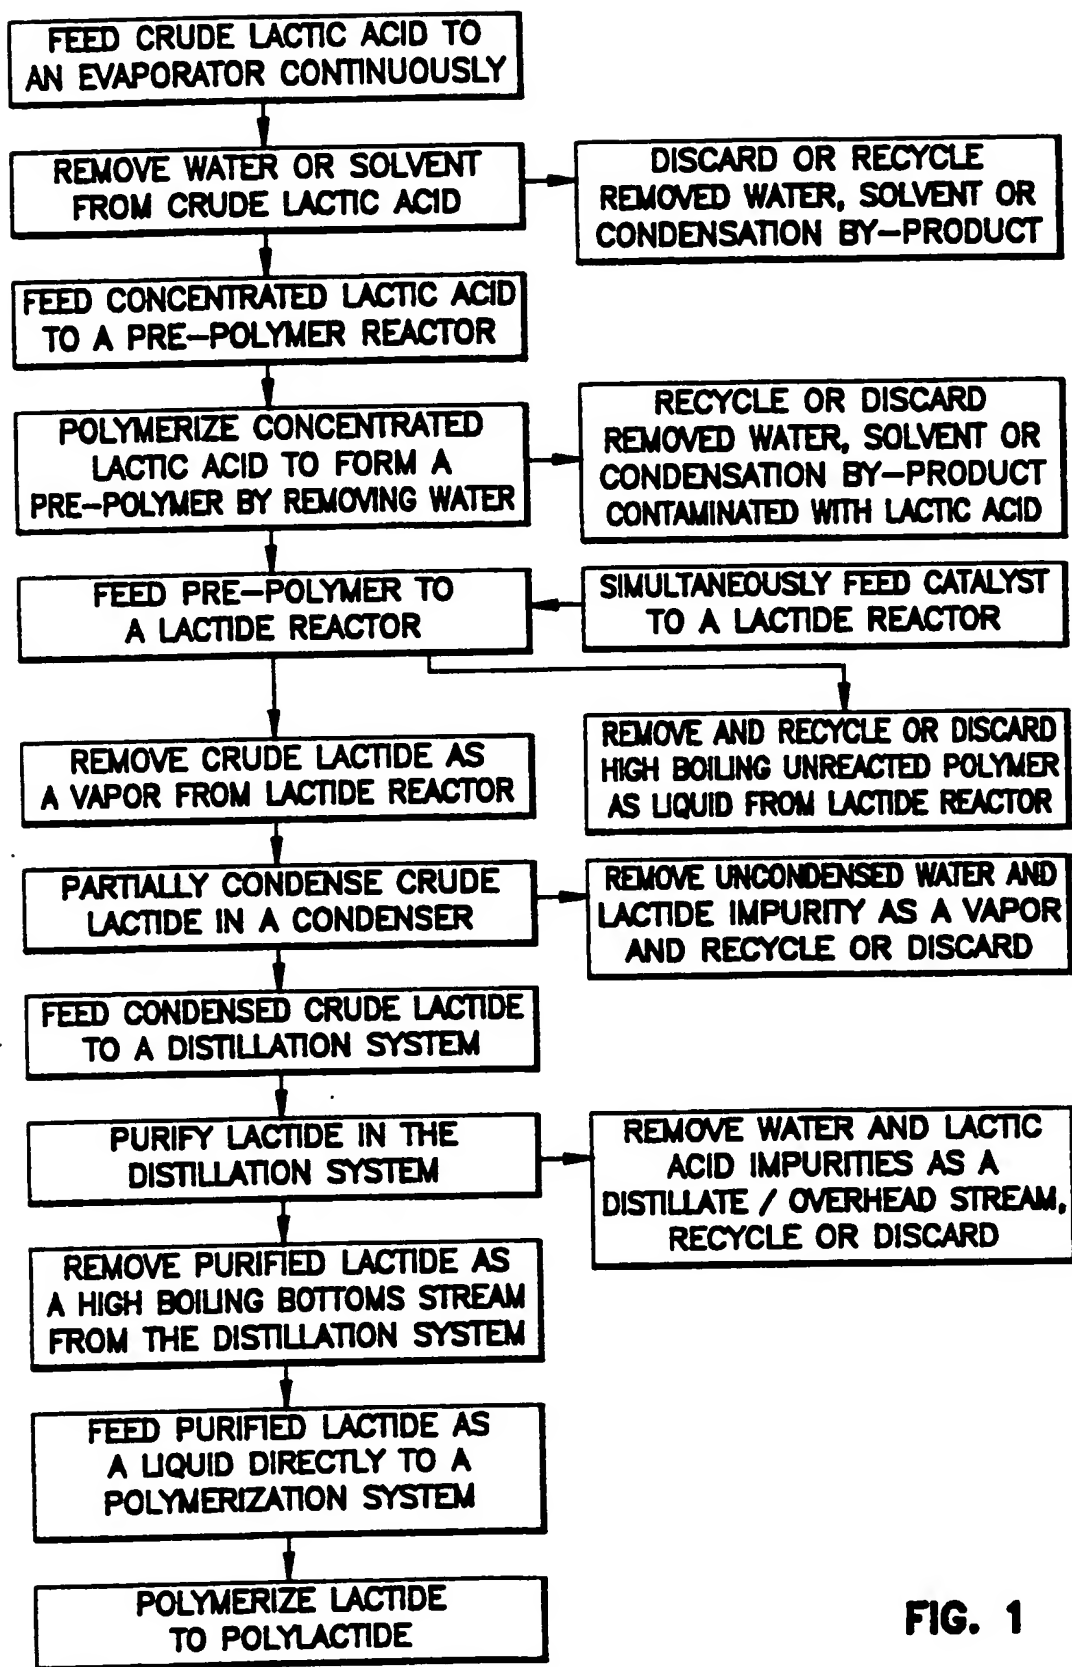 FEED CRUDE LACTIC ACID TO
AN EVAPORATOR CONTINUOUSLY
REMOVE WATER OR SOLVENT
FROM CRUDE LACTIC ACID
DISCARD OR RECYCLE
REMOVED WATER, SOLVENT OR
CONDENSATION BY-PRODUCT
FEED CONCENTRATED LACTIC ACID
TO A PRE-POLYMER REACTOR
POLYMERIZE CONCENTRATED
LACTIC ACID TO FORM A
PRE-POLYMER BY REMOVING WATER
RECYCLE OR DISCARD
REMOVED WATER, SOLVENT OR
CONDENSATION BY-PRODUCT
CONTAMINATED WITH LACTIC ACID
FEED PRE-POLYMER TO
A LACTIDE REACTOR
SIMULTANEOUSLY FEED CATALYST
TO A LACTIDE REACTOR
REMOVE CRUDE LACTIDE AS
A VAPOR FROM LACTIDE REACTOR
REMOVE AND RECYCLE OR DISCARD
HIGH BOILING UNREACTED POLYMER
AS LIQUID FROM LACTIDE REACTOR
PARTIALLY CONDENSE CRUDE
LACTIDE IN A CONDENSER
REMOVE UNCONDENSED WATER AND
LACTIDE IMPURITY AS A VAPOR
AND RECYCLE OR DISCARD
FEED CONDENSED CRUDE LACTIDE
TO A DISTILLATION SYSTEM
PURIFY LACTIDE IN THE
DISTILLATION SYSTEM
REMOVE WATER AND LACTIC
ACID IMPURITIES AS A
DISTILLATE / OVERHEAD STREAM,
RECYCLE OR DISCARD
REMOVE PURIFIED LACTIDE AS
A HIGH BOILING BOTTOMS STREAM
FROM THE DISTILLATION SYSTEM
FEED PURIFIED LACTIDE AS
A LIQUID DIRECTLY TO A
POLYMERIZATION SYSTEM
POLYMERIZE LACTIDE
TO POLYLACTIDE
FIG. 1